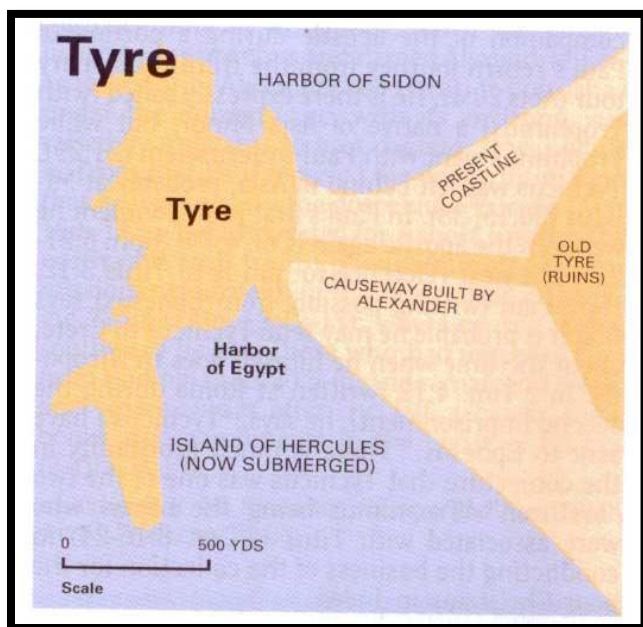 Tyre
HARBOR OF SIDON
PRESENT
COASTLINE
Tyre
OLD
TYRE
(RUINS)
CAUSEWAY BUILT BY
ALEXANDER
Harbor
of Egypt
ISLAND OF HERCULES
(NOW SUBMERGED)
0 500 YDS
Scale